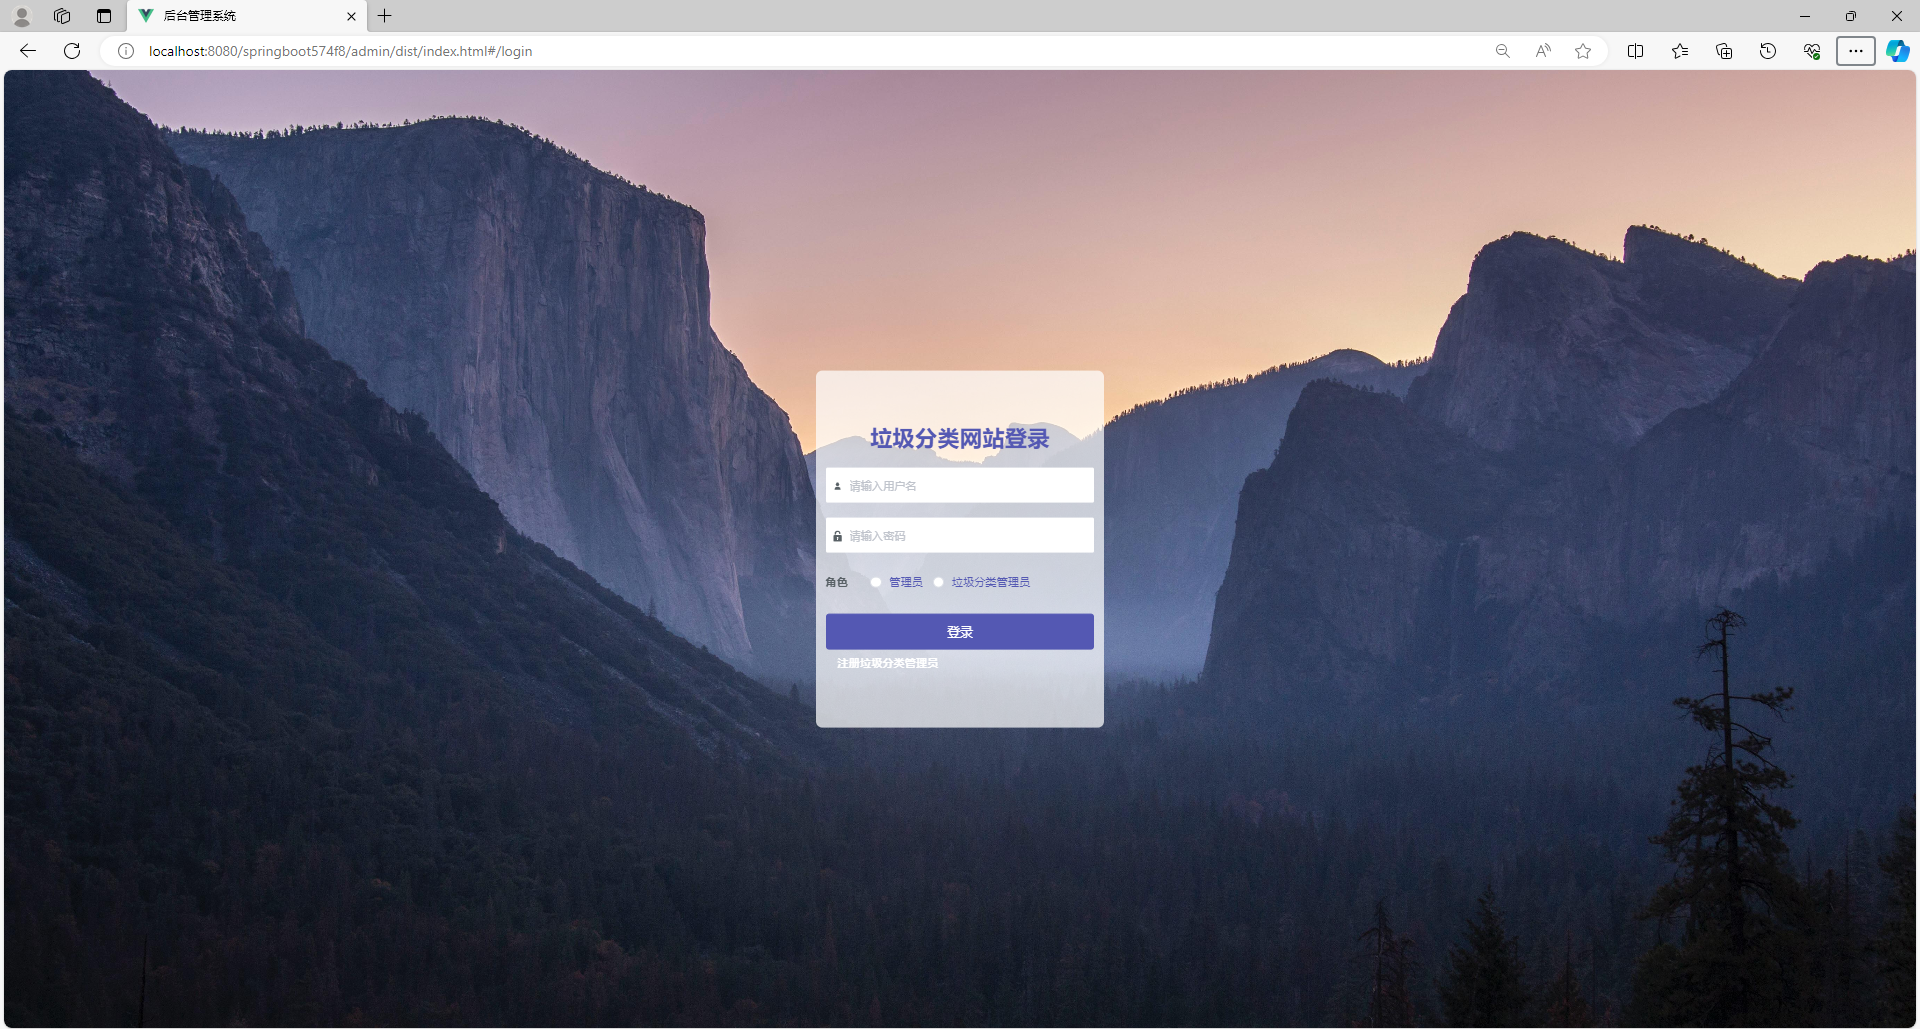 后台管理系统
localhost:8080/springboot574f8/admin/dist/index.html#/login
垃圾分类网站登录
请输入用户名
请输入密码
角色 管理员 垃圾分类管理员
登录
注册垃圾分类管理员